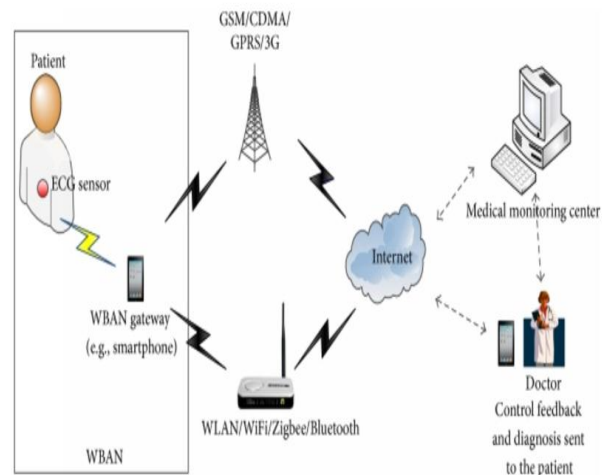 GSM/CDMA/
GPRS/3G
Patient
ECG sensor
WBAN gateway
(e.g., smartphone)
WBAN
WLAN/WiFi/Zigbee/Bluetooth
Internet
Medical monitoring center
Doctor
Control feedback
and diagnosis sent
to the patient